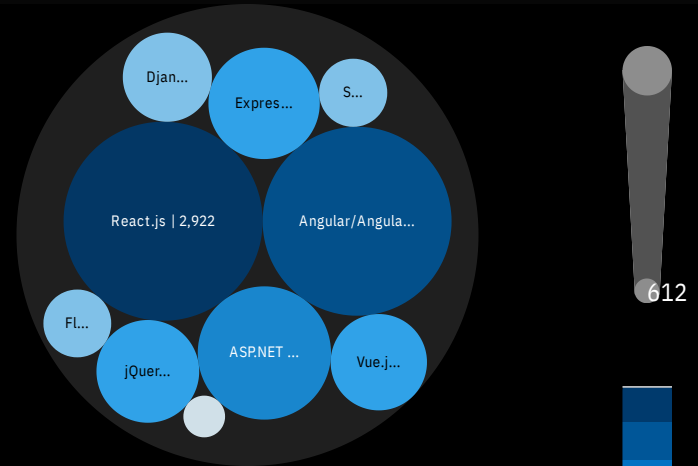 Djan...
Expres...
S...
React.js | 2,922
Angular/Angula...
612
Fl...
ASP.NET ...
jQuer...
Vue.j...